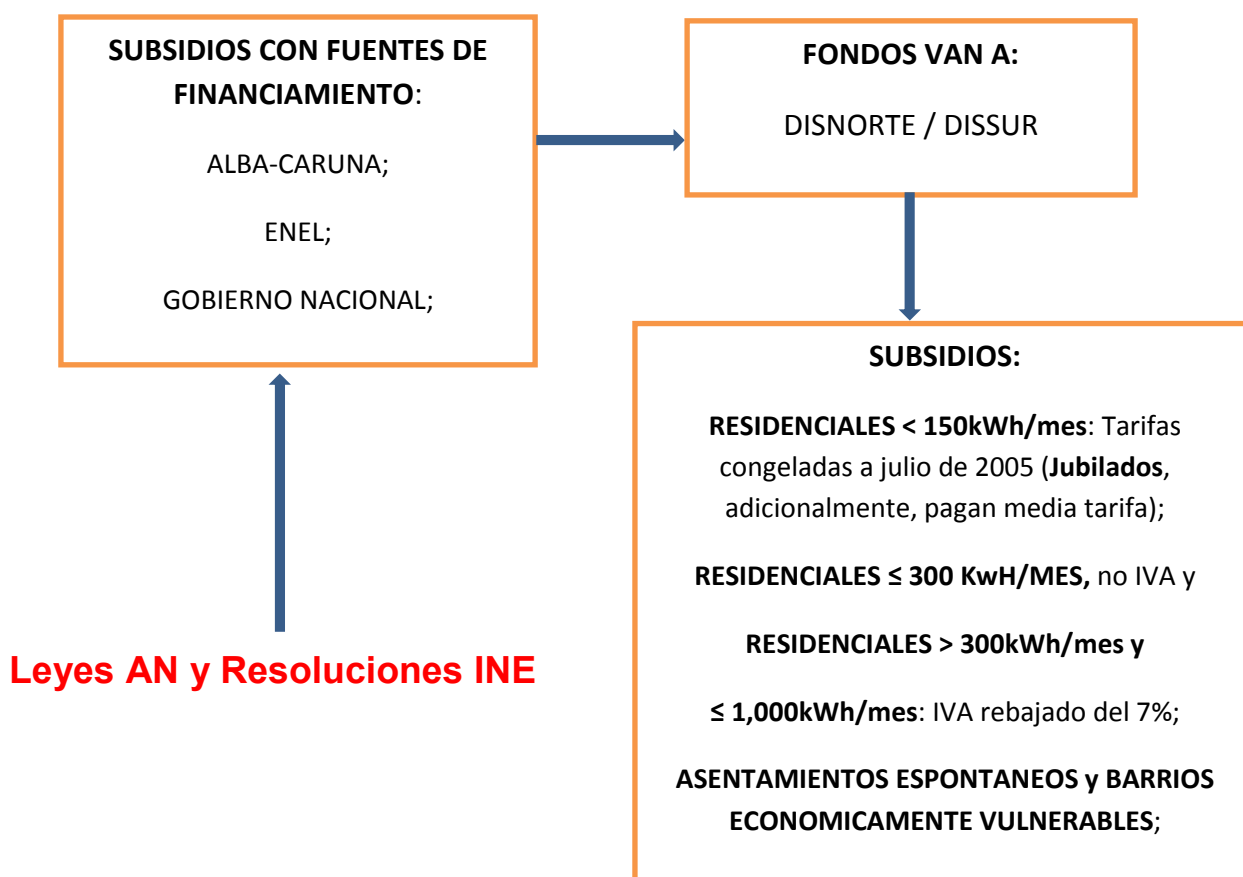 SUBSIDIOS CON FUENTES DE
FINANCIAMIENTO:
ALBA-CARUNA;
ENEL;
GOBIERNO NACIONAL;
FONDOS VAN A:
DISNORTE / DISSUR
SUBSIDIOS:
RESIDENCIALES < 150kWh/mes: Tarifas
congeladas a julio de 2005 (Jubilados,
adicionalmente, pagan media tarifa);
RESIDENCIALES ≤ 300 KwH/MES, no IVA y
RESIDENCIALES > 300kWh/mes y
≤ 1,000kWh/mes: IVA rebajado del 7%;
ASENTAMIENTOS ESPONTANEOS y BARRIOS
ECONOMICAMENTE VULNERABLES;
Leyes AN y Resoluciones INE